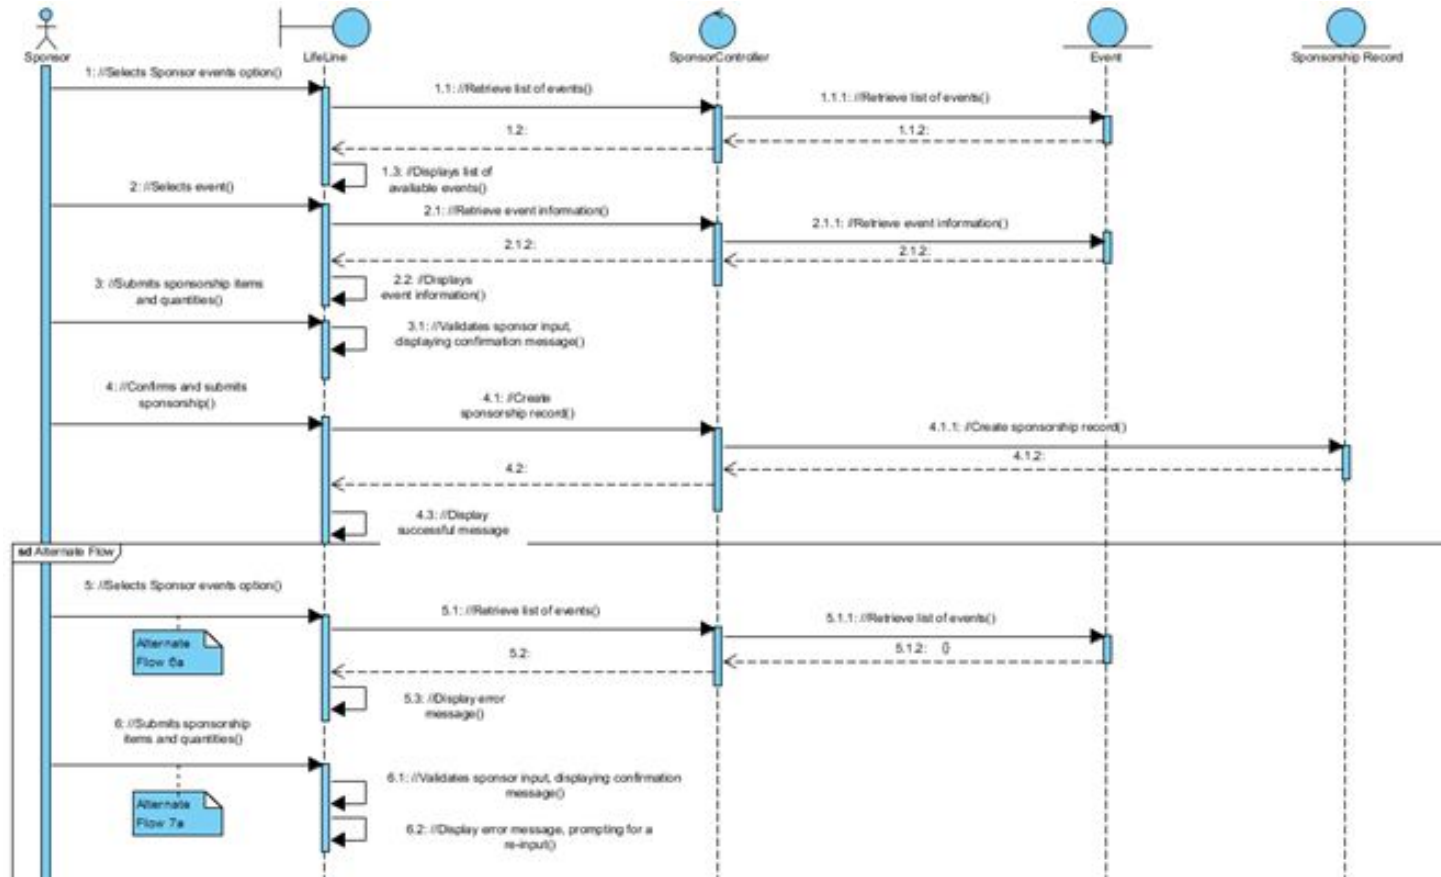 Sponsor
LifeLine
SponsorController
Event
Sponsorship Record
1: //Selects Sponsor events option()
1.1: //Retrieve list of events()
1.1.1: //Retrieve list of events()
1.2:
1.1.2:
1.3: //Displays list of
available events()
2: //Selects event()
2.1: //Retrieve event information()
2.1.1: //Retrieve event information()
2.1.2:
2.1.2:
2.2: //Displays
event information()
3: //Submits sponsorship items
and quantities()
3.1: //Validates sponsor input,
displaying confirmation message()
4: //Confirms and submits
sponsorship()
4.1: //Create
sponsorship record()
4.1.1: //Create sponsorship record()
4.1.2:
4.2:
4.3: //Display
successful message
sd Alternate Flow
5: //Selects Sponsor events option()
5.1: //Retrieve list of events()
5.1.1: //Retrieve list of events()
Alternate
Flow 6a
5.2:
5.1.2: ()
5.3: //Display error
message()
6: //Submits sponsorship
items and quantities()
6.1: //Validates sponsor input, displaying confirmation
message()
Alternate
Flow 7a
6.2: //Display error message, prompting for a
re-input()